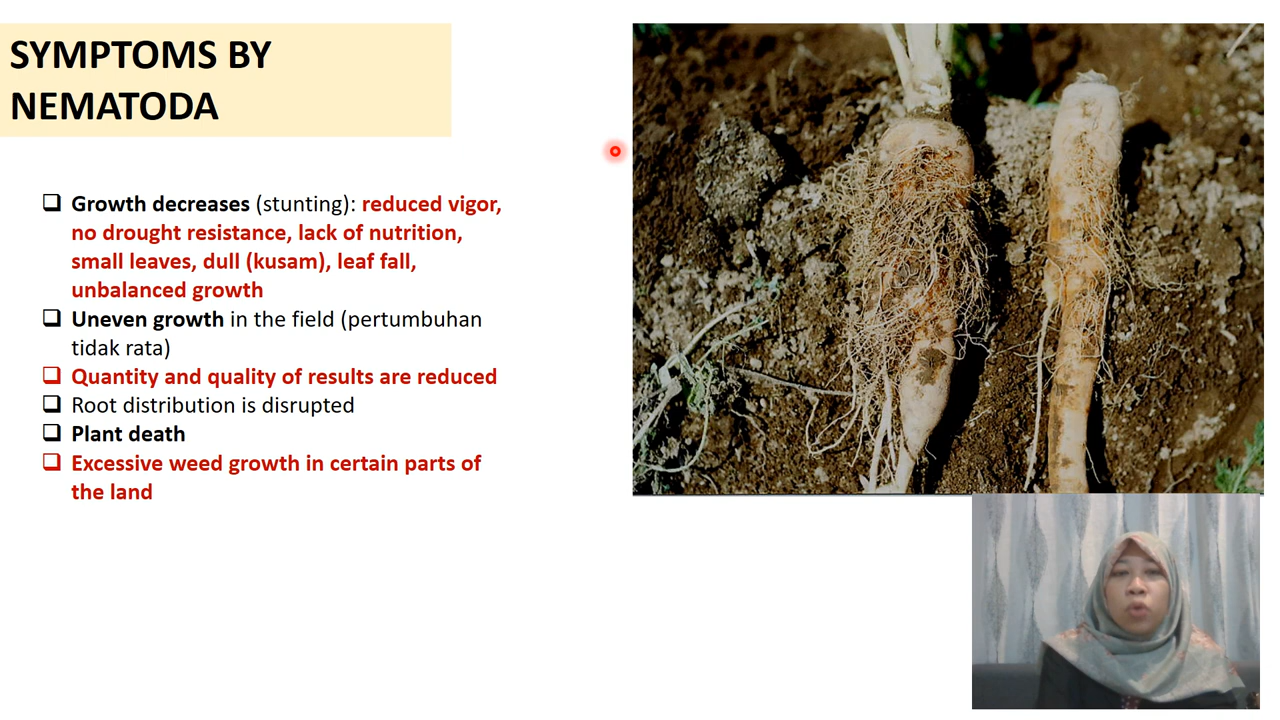 SYMPTOMS BY
NEMATODA
❑ Growth decreases (stunting): reduced vigor,
no drought resistance, lack of nutrition,
small leaves, dull (kusam), leaf fall,
unbalanced growth
❑ Uneven growth in the field (pertumbuhan
tidak rata)
❑ Quantity and quality of results are reduced
❑ Root distribution is disrupted
❑ Plant death
❑ Excessive weed growth in certain parts of
the land